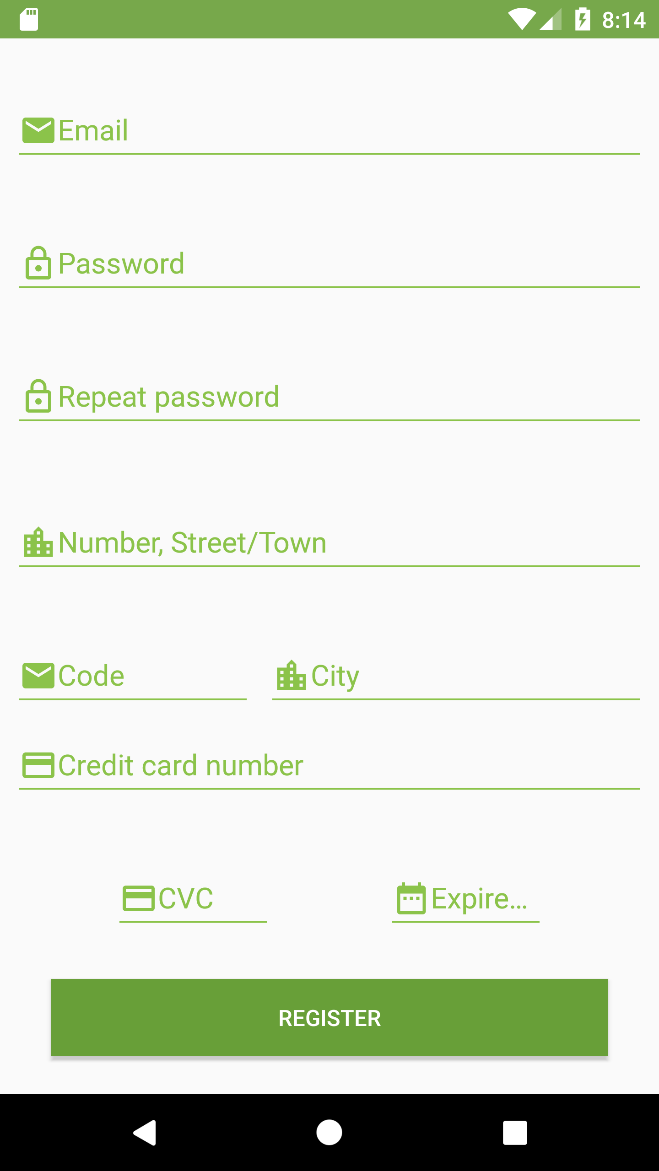 8:14
Email
Password
Repeat password
Number, Street/Town
Code City
Credit card number
CVC Expire...
REGISTER